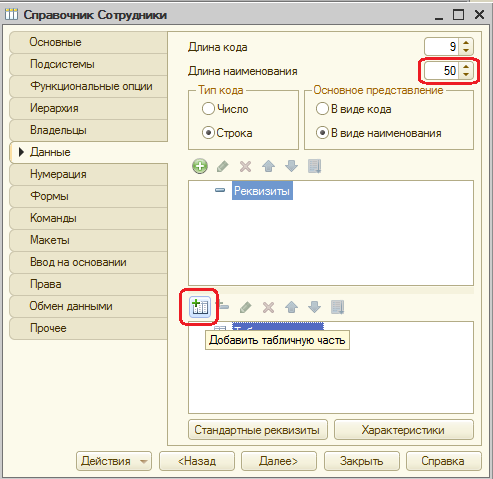 Справочник Сотрудники
Основные
Подсистемы
Функциональные опции
Иерархия
Владельцы
Данные
Нумерация
Формы
Команды
Макеты
Ввод на основании
Права
Обмен данными
Прочее
Длина кода 9
Длина наименования 50
Тип кода
Число
Строка
Основное представление
В виде кода
В виде наименования
Реквизиты
Добавить табличную часть
Стандартные реквизиты Характеристики
Действия <Назад Далее> Закрыть Справка